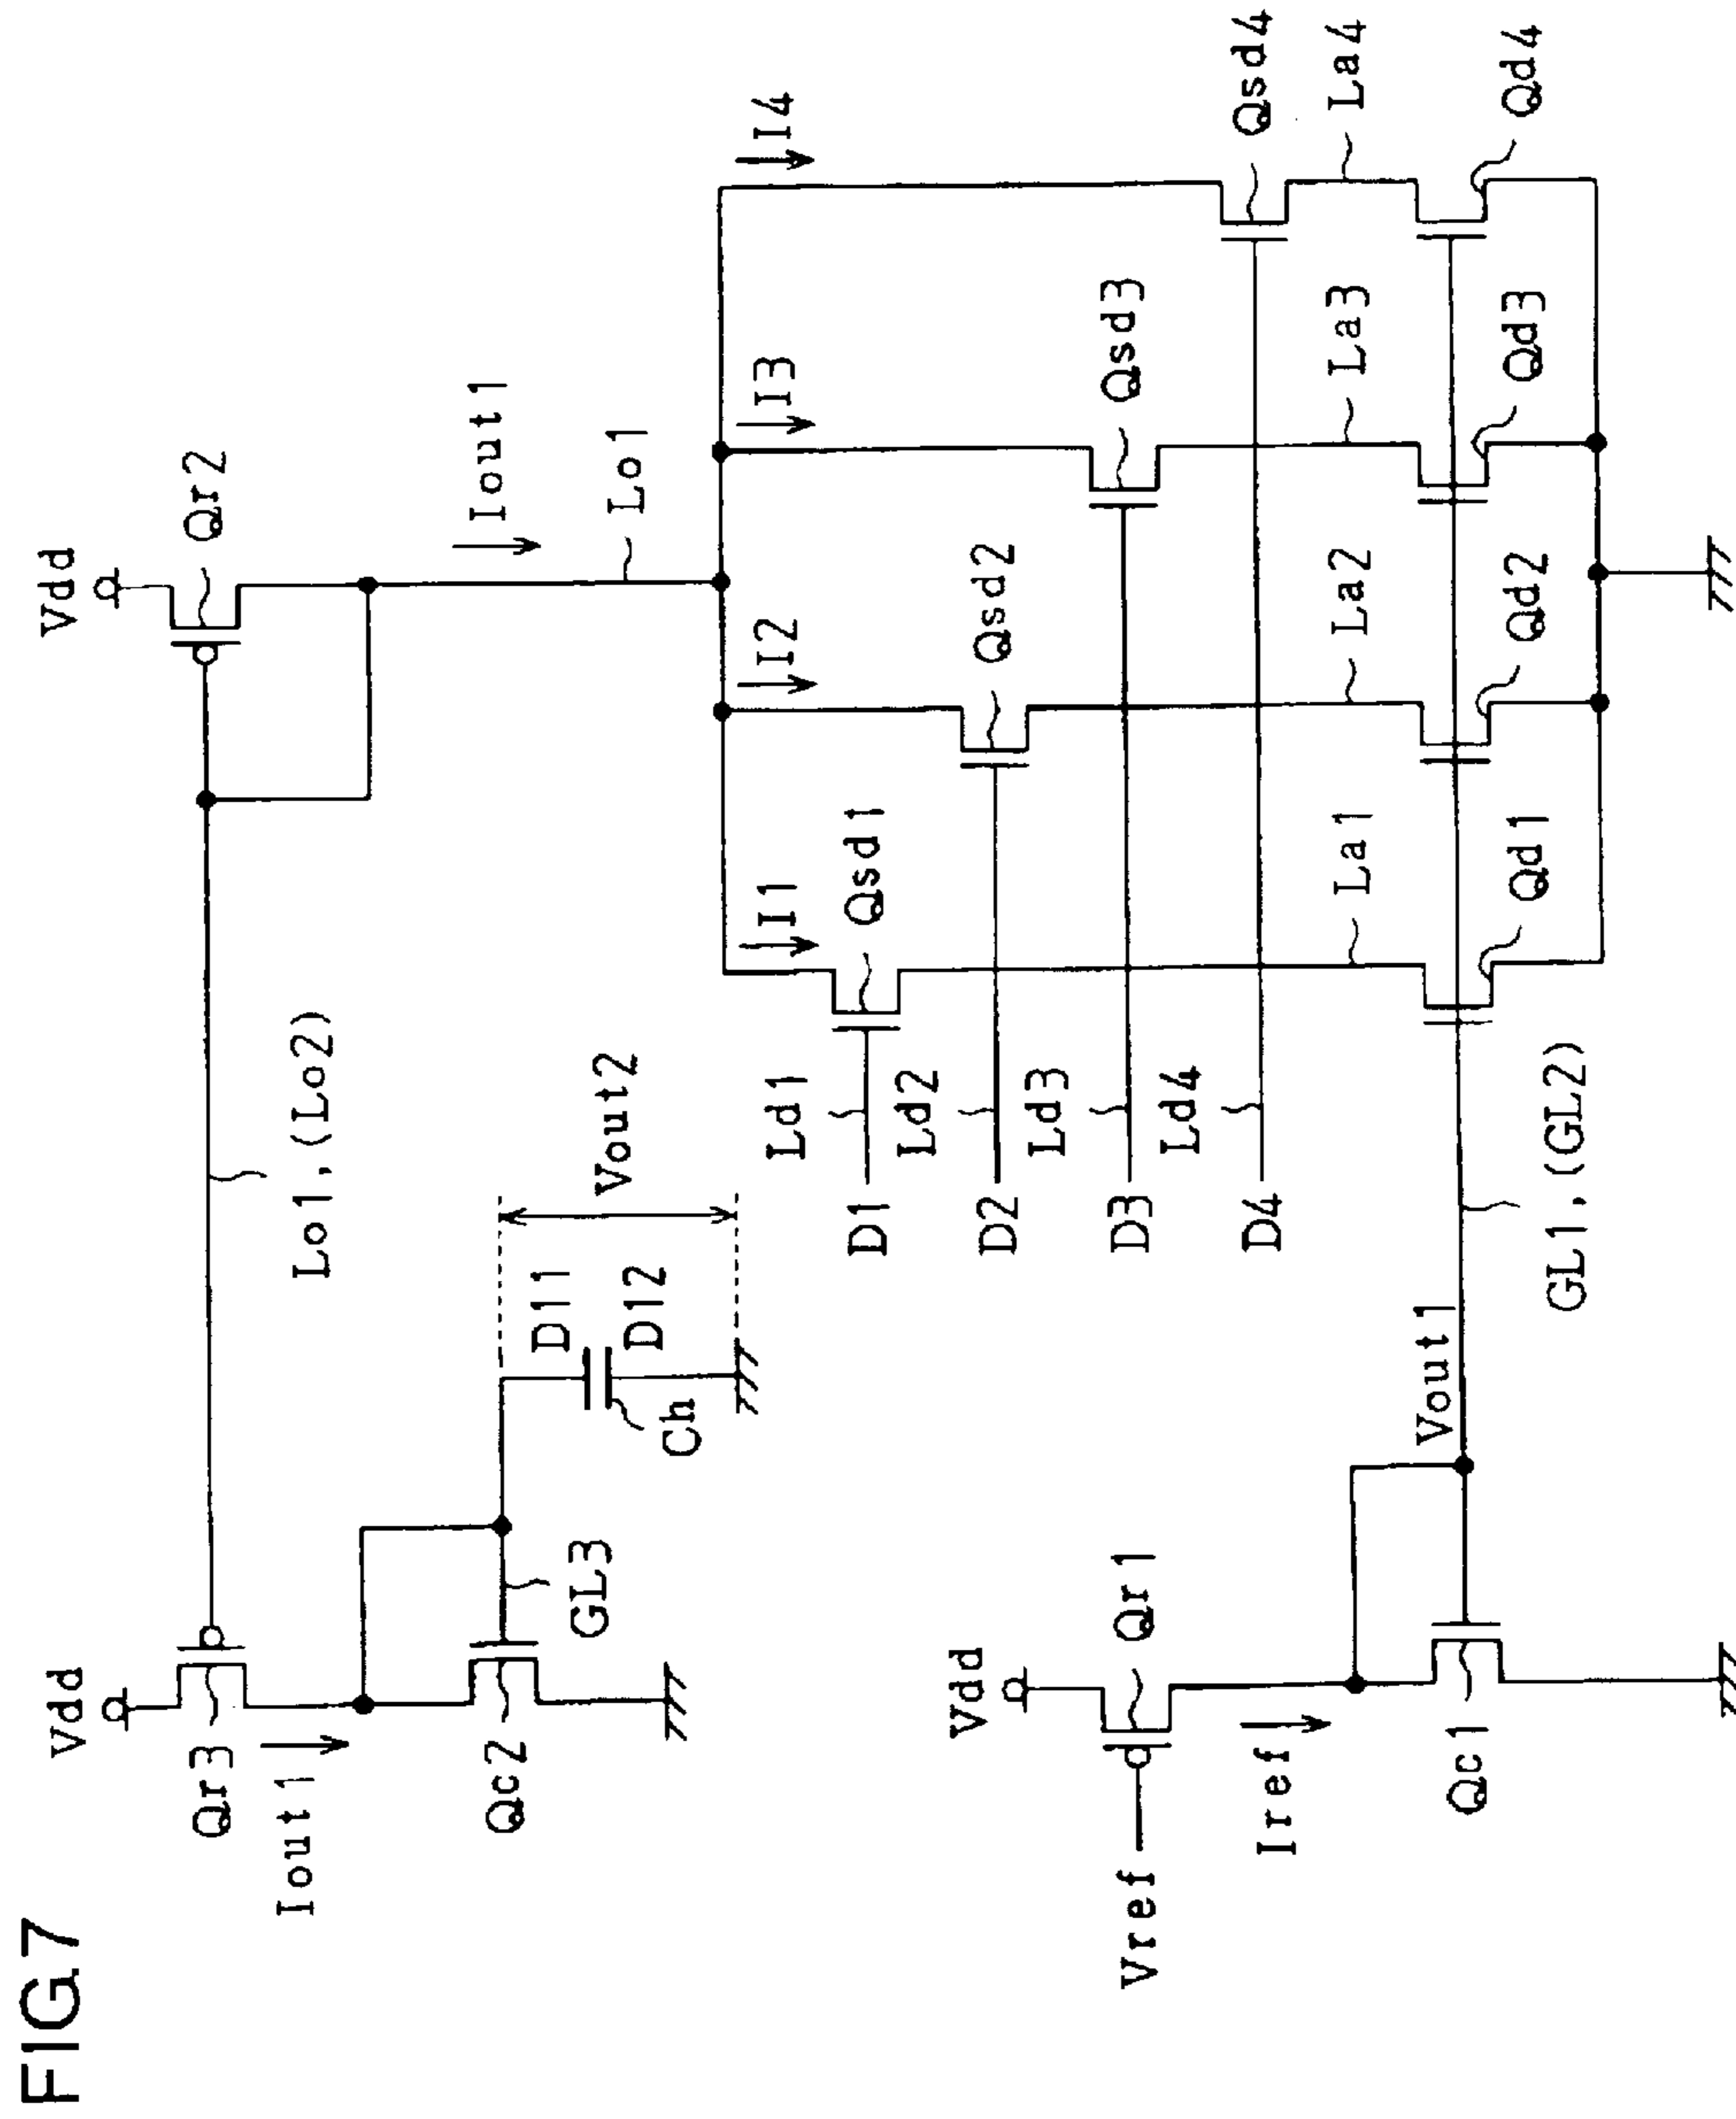 FIG.7
Vdd
Qr3
Iout1
Qc2
GL3
Ch
D11
D12
Vout2
Lo1,(Lo2)
Vdd
Qr2
Iout1
Lo1
I1
I2
I3
I4
Qsd1
Qsd2
Qsd3
Qsd4
Ld1
D1
Ld2
D2
Ld3
D3
Ld4
D4
La1
La2
La3
La4
Qd1
Qd2
Qd3
Qd4
Vdd
Vref
Qr1
Iref
Qc1
Vout1
GL1,(GL2)